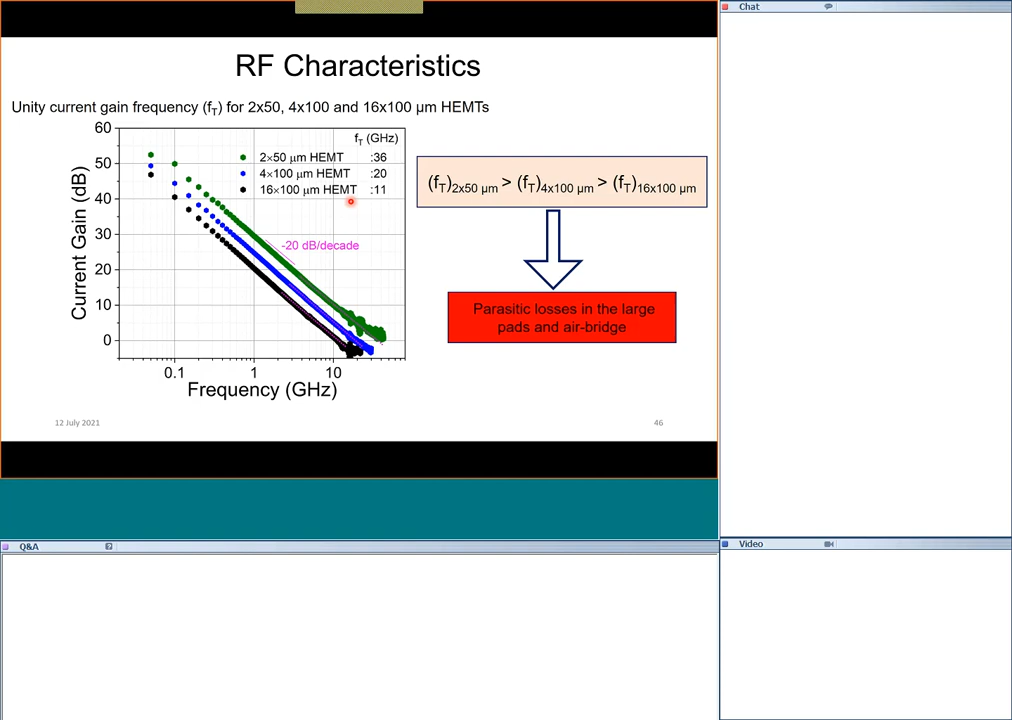 Chat
RF Characteristics
Unity current gain frequency (fT) for 2x50, 4x100 and 16x100 µm HEMTs
60
50
40
30
20
10
0
Current Gain (dB)
fT (GHz)
2×50 µm HEMT :36
4×100 µm HEMT :20
16×100 µm HEMT :11
-20 dB/decade
0.1 1 10
Frequency (GHz)
(fT)2x50 µm > (fT)4x100 µm > (fT)16x100 µm
Parasitic losses in the large
pads and air-bridge
12 July 2021
46
Q&A
Video